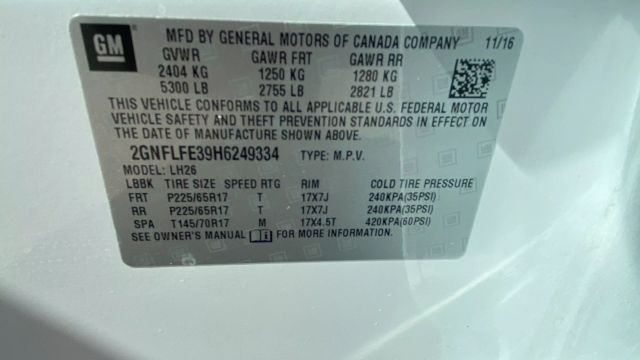 GM
MFD BY GENERAL MOTORS OF CANADA COMPANY 11/16
GVWR GAWR FRT GAWR RR
2404 KG 1250 KG 1280 KG
5300 LB 2755 LB 2821 LB
THIS VEHICLE CONFORMS TO ALL APPLICABLE U.S. FEDERAL MOTOR
VEHICLE SAFETY AND THEFT PREVENTION STANDARDS IN EFFECT ON
THE DATE OF MANUFACTURE SHOWN ABOVE.
2GNFLFE39H6249334 TYPE: M.P.V.
MODEL: LH26
LBBK TIRE SIZE SPEED RTG RIM COLD TIRE PRESSURE
FRT P225/65R17 T 17X7J 240KPA(35PSI)
RR P225/65R17 T 17X7J 240KPA(35PSI)
SPA T145/70R17 M 17X4.5T 420KPA(60PSI)
SEE OWNER'S MANUAL FOR MORE INFORMATION.